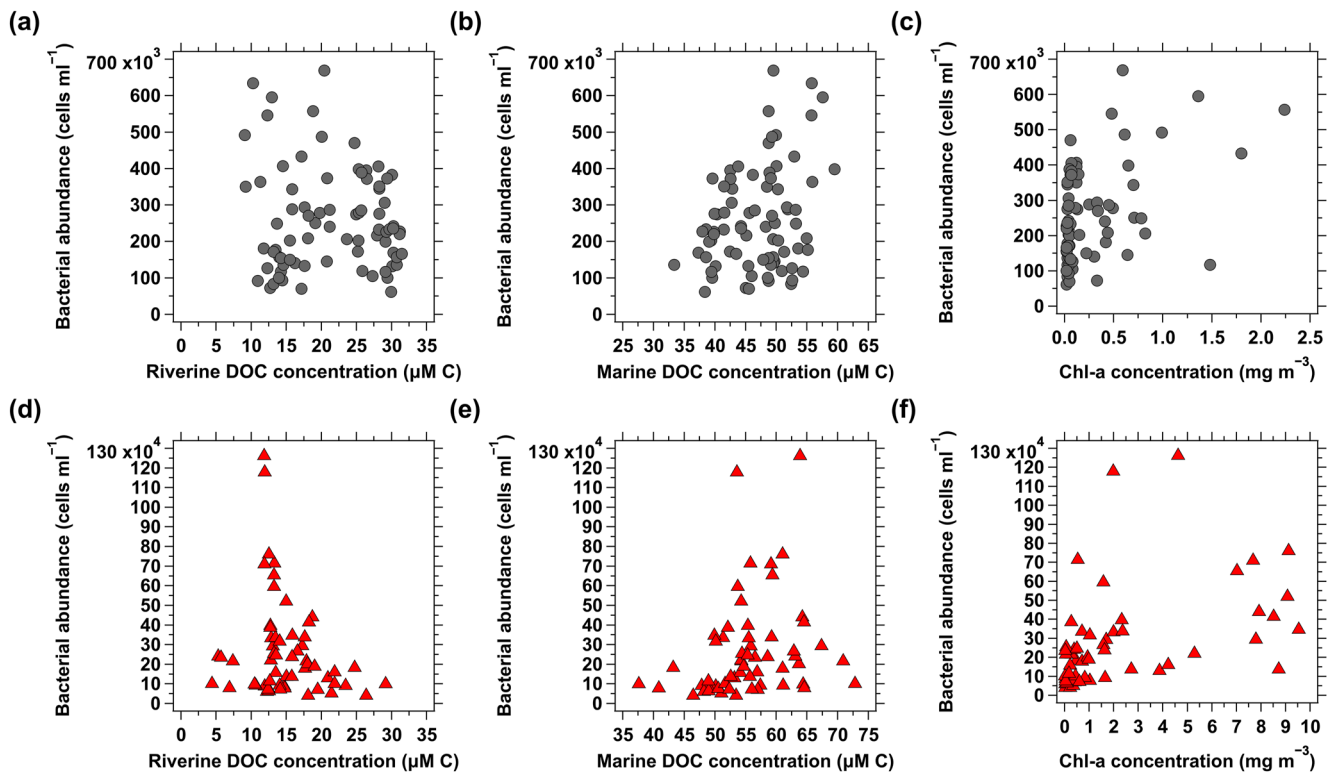 (a)
Bacterial abundance (cells ml⁻¹)
700 x10³
600
500
400
300
200
100
0
0 5 10 15 20 25 30 35
Riverine DOC concentration (µM C)
(b)
Bacterial abundance (cells ml⁻¹)
700 x10³
600
500
400
300
200
100
0
25 30 35 40 45 50 55 60 65
Marine DOC concentration (µM C)
(c)
Bacterial abundance (cells ml⁻¹)
700 x10³
600
500
400
300
200
100
0
0.0 0.5 1.0 1.5 2.0 2.5
Chl-a concentration (mg m⁻³)
(d)
Bacterial abundance (cells ml⁻¹)
130 x10⁴
120
110
100
90
80
70
60
50
40
30
20
10
0
0 5 10 15 20 25 30 35
Riverine DOC concentration (µM C)
(e)
Bacterial abundance (cells ml⁻¹)
130 x10⁴
120
110
100
90
80
70
60
50
40
30
20
10
0
35 40 45 50 55 60 65 70 75
Marine DOC concentration (µM C)
(f)
Bacterial abundance (cells ml⁻¹)
130 x10⁴
120
110
100
90
80
70
60
50
40
30
20
10
0
0 1 2 3 4 5 6 7 8 9 10
Chl-a concentration (mg m⁻³)